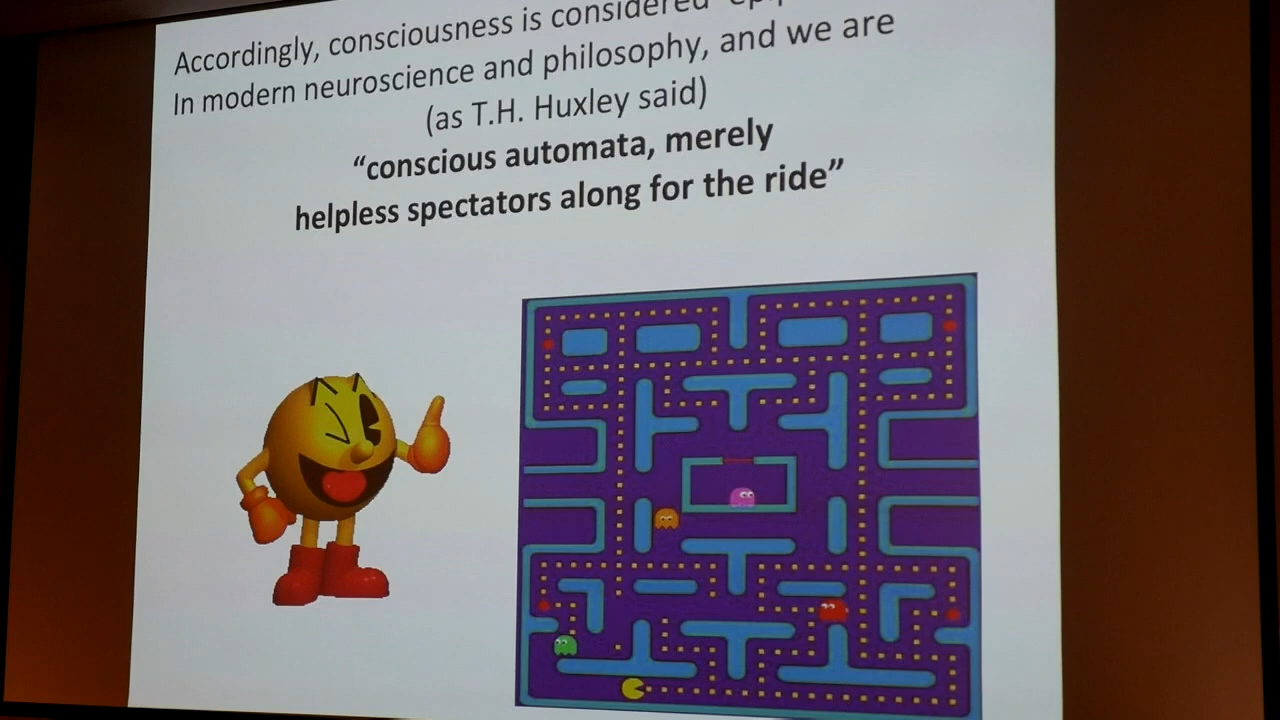 Accordingly, consciousness is considered
In modern neuroscience and philosophy, and we are
(as T.H. Huxley said)
“conscious automata, merely
helpless spectators along for the ride”